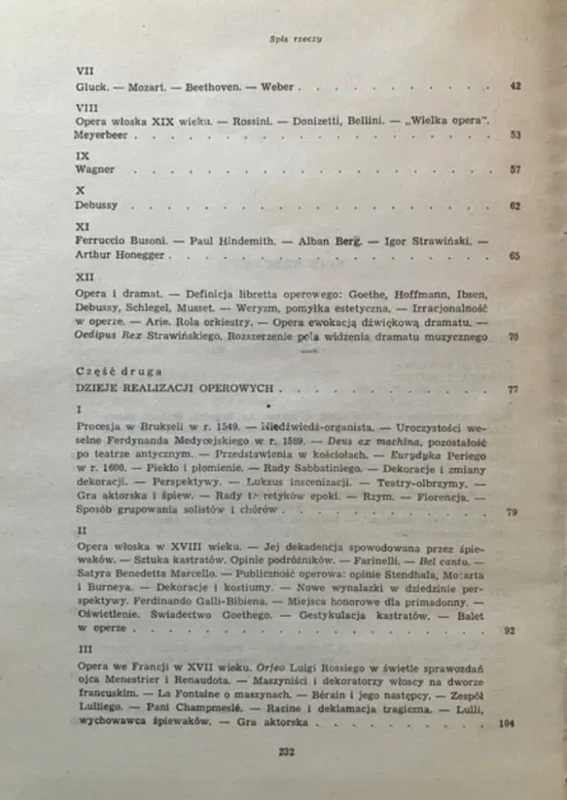 Spis rzeczy
VII
Gluck. — Mozart. — Beethoven. — Weber . . . . . . . . . . . 42
VIII
Opera włoska XIX wieku. — Rossini. — Donizetti, Bellini. — „Wielka opera".
Meyerbeer . . . . . . . . . . . . . . . . . . . . . 53
IX
Wagner . . . . . . . . . . . . . . . . . . . . . 57
X
Debussy . . . . . . . . . . . . . . . . . . . . . 62
XI
Ferruccio Busoni. — Paul Hindemith. — Alban Berg. — Igor Strawiński. —
Arthur Honegger . . . . . . . . . . . . . . . . . . . 65
XII
Opera i dramat. — Definicja libretta operowego: Goethe, Hoffmann, Ibsen,
Debussy, Schlegel, Musset. — Weryzm, pomyłka estetyczna. — Irracjonalność
w operze. — Arie. Rola orkiestry. — Opera ewokacją dźwiękową dramatu. —
Oedipus Rex Strawińskiego. Rozszerzenie pola widzenia dramatu muzycznego 70
Część druga
DZIEJE REALIZACJI OPEROWYCH . . . . . . . . . . . . 77
I
Procesja w Brukseli w r. 1549. — Niedźwiedź-organista. — Uroczystości we-
selne Ferdynanda Medycejskiego w r. 1589. — Deus ex machina, pozostałość
po teatrze antycznym. — Przedstawienia w kościołach. — Eurydyka Periego
w r. 1600. — Piekło i płomienie. — Rady Sabbatiniego. — Dekoracje i zmiany
dekoracji. — Perspektywy. — Luksus inscenizacji. — Teatry-olbrzymy. —
Gra aktorska i śpiew. — Rady teoretyków epoki. — Rzym. — Florencja. —
Sposób grupowania solistów i chórów . . . . . . . . . . . . 79
II
Opera włoska w XVIII wieku. — Jej dekadencja spowodowana przez śpie-
waków. — Sztuka kastratów. Opinie podróżników. — Farinelli. — Bel canto. —
Satyra Benedetta Marcello. — Publiczność operowa: opinie Stendhala, Mozarta
i Burneya. — Dekoracje i kostiumy. — Nowe wynalazki w dziedzinie per-
spektywy. Ferdinando Galli-Bibiena. — Miejsca honorowe dla primadonny. —
Oświetlenie. Świadectwo Goethego. — Gestykulacja kastratów. — Balet
w operze . . . . . . . . . . . . . . . . . . . . . 92
III
Opera we Francji w XVII wieku. Orfeo Luigi Rossiego w świetle sprawozdań
ojca Menestrier i Renaudota. — Maszyniści i dekoratorzy włoscy na dworze
francuskim. — La Fontaine o maszynach. — Bérain i jego następcy. — Zespół
Lulliego. — Pani Champmeslé. — Racine i deklamacja tragiczna. — Lulli,
wychowawca śpiewaków. — Gra aktorska . . . . . . . . . . 104
232